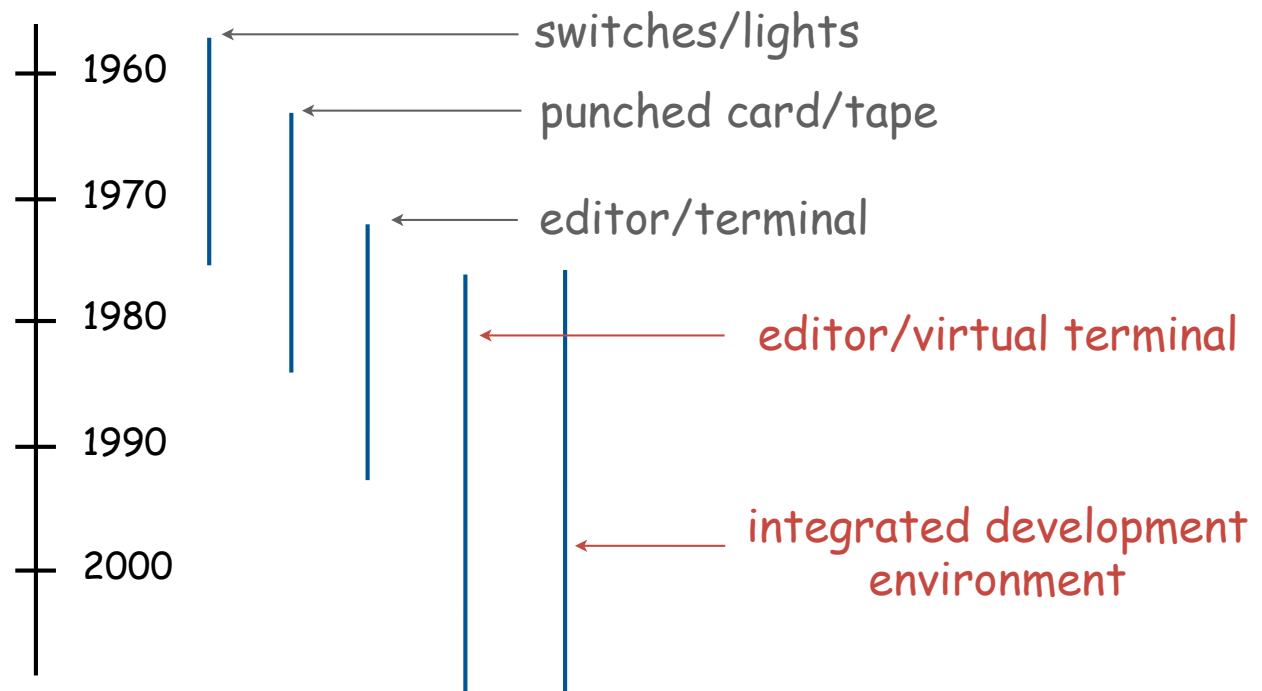 switches/lights
1960
punched card/tape
1970
editor/terminal
1980
editor/virtual terminal
1990
integrated development
environment
2000